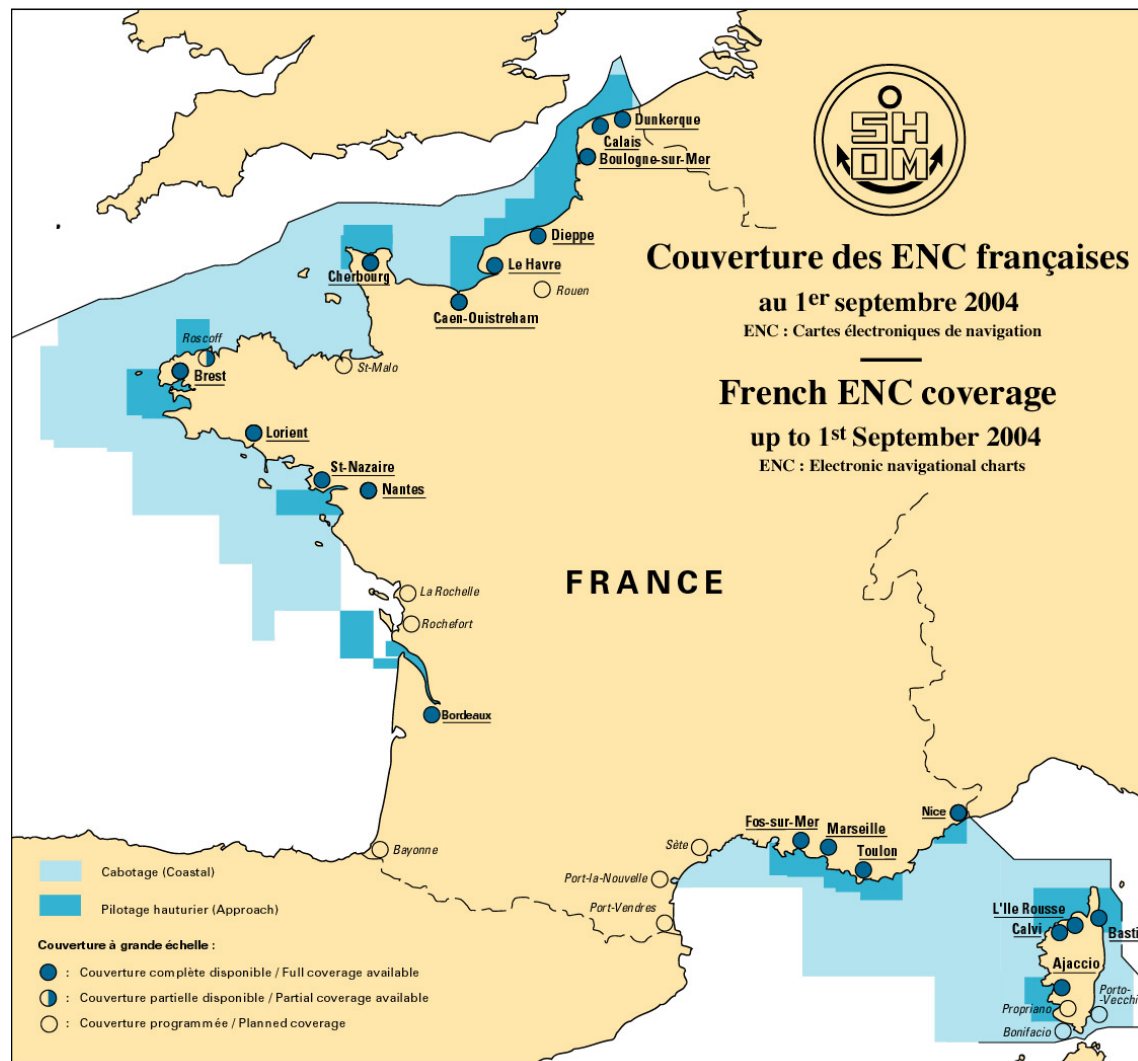 SH
OM
Couverture des ENC françaises
au 1er septembre 2004
ENC : Cartes électroniques de navigation
French ENC coverage
up to 1st September 2004
ENC : Electronic navigational charts
Dunkerque
Calais
Boulogne-sur-Mer
Dieppe
Le Havre
Cherbourg
Rouen
Caen-Ouistreham
Roscoff
St-Malo
Brest
Lorient
St-Nazaire
Nantes
FRANCE
La Rochelle
Rochefort
Bordeaux
Nice
Fos-sur-Mer
Marseille
Toulon
Sète
Bayonne
Port-la-Nouvelle
Port-Vendres
L'Ile Rousse
Calvi
Basti
Ajaccio
Porto-
-Vecchi
Propriano
Bonifacio
Cabotage (Coastal)
Pilotage hauturier (Approach)
Couverture à grande échelle :
: Couverture complète disponible / Full coverage available
: Couverture partielle disponible / Partial coverage available
: Couverture programmée / Planned coverage